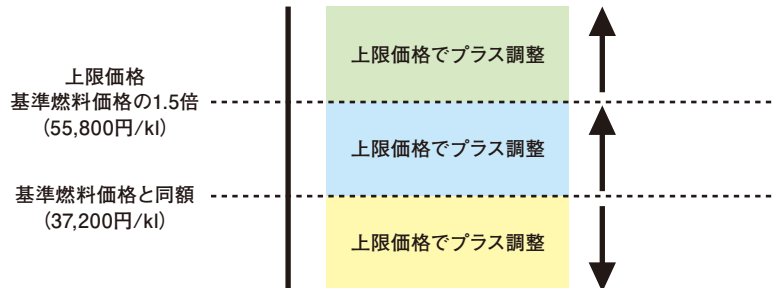 上限価格でプラス調整
上限価格
基準燃料価格の1.5倍
(55,800円/kl)
上限価格でプラス調整
基準燃料価格と同額
(37,200円/kl)
上限価格でプラス調整